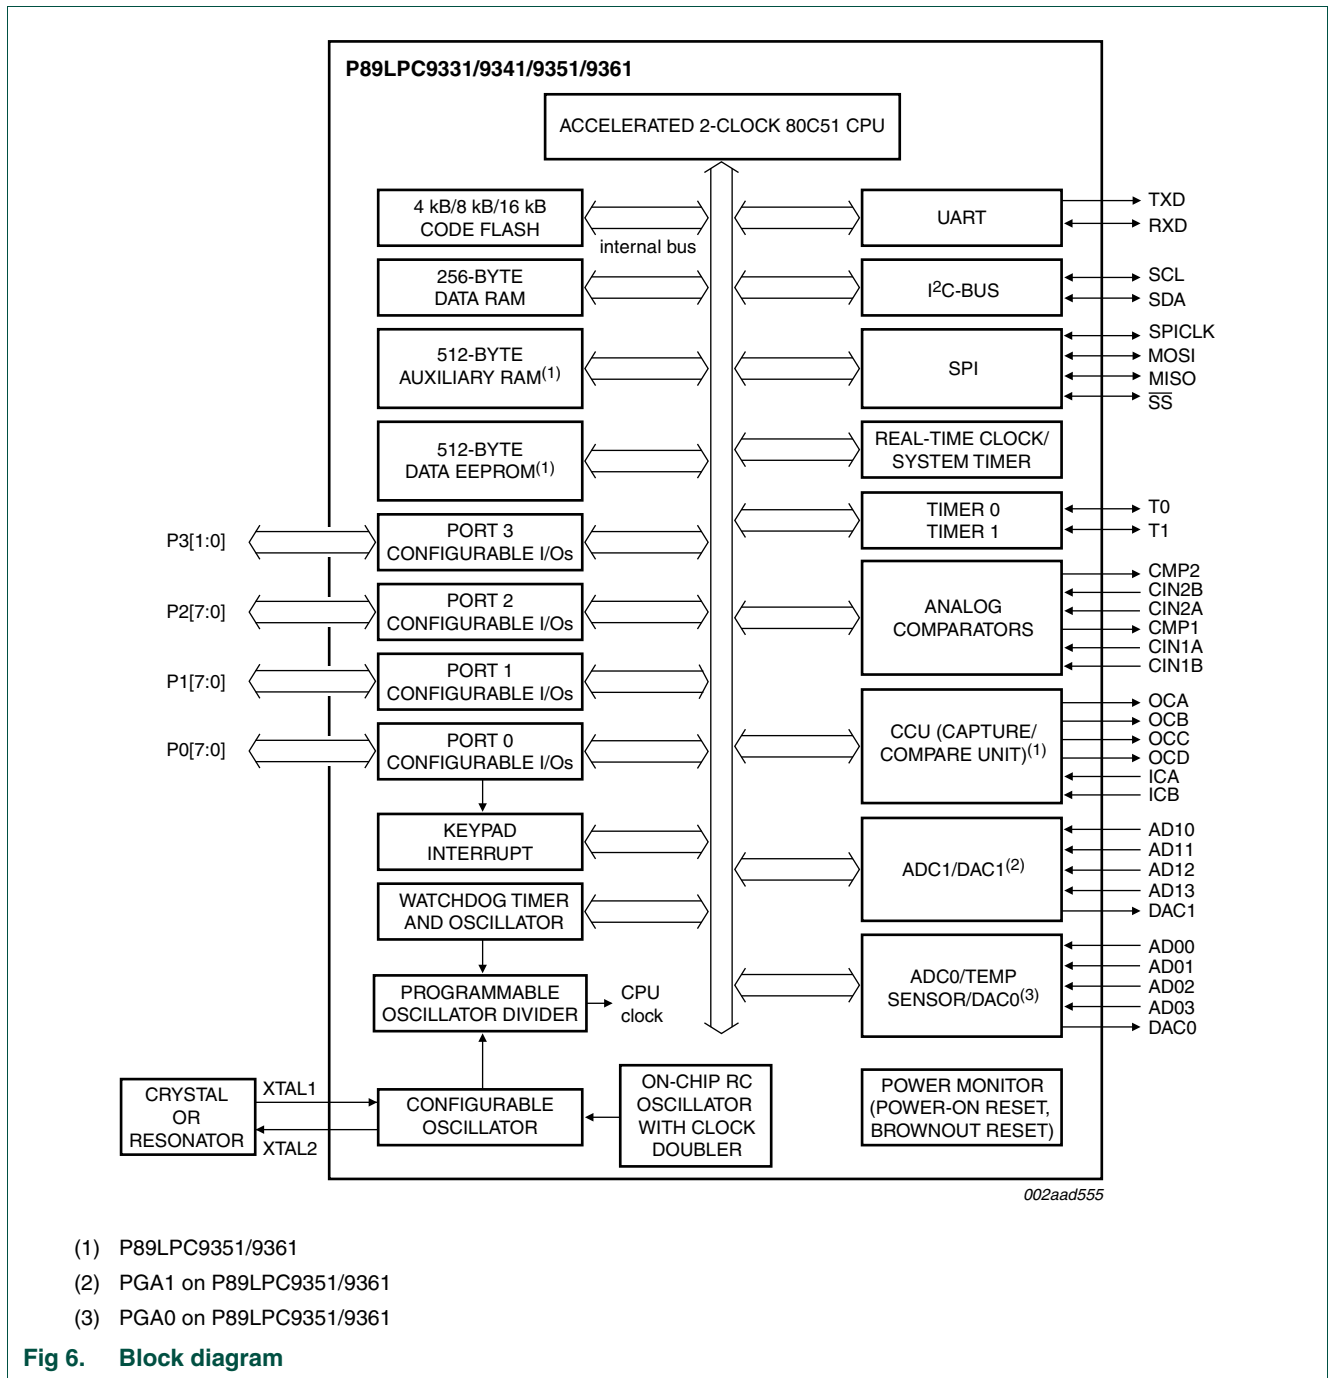 P89LPC9331/9341/9351/9361
ACCELERATED 2-CLOCK 80C51 CPU
4 kB/8 kB/16 kB
CODE FLASH
internal bus
256-BYTE
DATA RAM
512-BYTE
AUXILIARY RAM(1)
512-BYTE
DATA EEPROM(1)
P3[1:0]
PORT 3
CONFIGURABLE I/Os
P2[7:0]
PORT 2
CONFIGURABLE I/Os
P1[7:0]
PORT 1
CONFIGURABLE I/Os
P0[7:0]
PORT 0
CONFIGURABLE I/Os
KEYPAD
INTERRUPT
WATCHDOG TIMER
AND OSCILLATOR
PROGRAMMABLE
OSCILLATOR DIVIDER
CPU
clock
CRYSTAL
OR
RESONATOR
XTAL1
XTAL2
CONFIGURABLE
OSCILLATOR
ON-CHIP RC
OSCILLATOR
WITH CLOCK
DOUBLER
UART
TXD
RXD
I2C-BUS
SCL
SDA
SPI
SPICLK
MOSI
MISO
SS
REAL-TIME CLOCK/
SYSTEM TIMER
TIMER 0
TIMER 1
T0
T1
ANALOG
COMPARATORS
CMP2
CIN2B
CIN2A
CMP1
CIN1A
CIN1B
CCU (CAPTURE/
COMPARE UNIT)(1)
OCA
OCB
OCC
OCD
ICA
ICB
ADC1/DAC1(2)
AD10
AD11
AD12
AD13
DAC1
ADC0/TEMP
SENSOR/DAC0(3)
AD00
AD01
AD02
AD03
DAC0
POWER MONITOR
(POWER-ON RESET,
BROWNOUT RESET)
002aad555
(1) P89LPC9351/9361
(2) PGA1 on P89LPC9351/9361
(3) PGA0 on P89LPC9351/9361
Fig 6. Block diagram